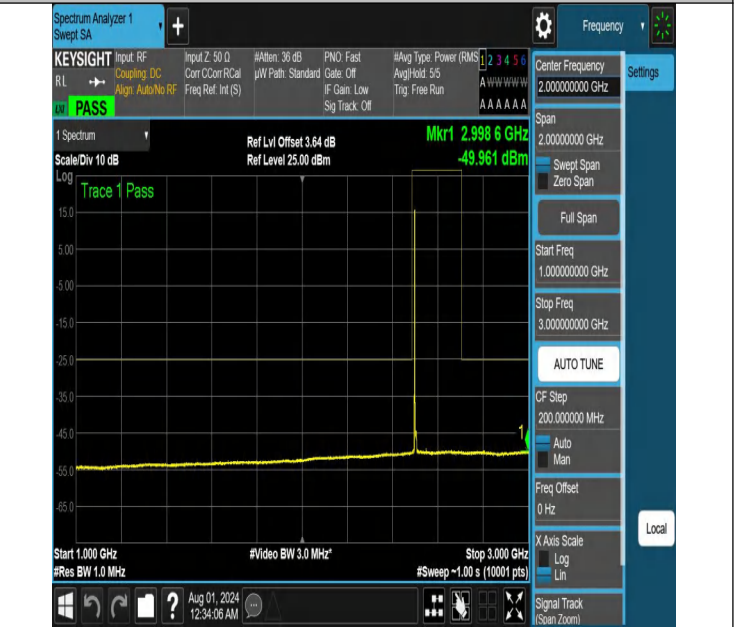 Spectrum Analyzer 1
Swept SA
+
Frequency
KEYSIGHT
RL
LXI
PASS
Input: RF
Coupling: DC
Align: Auto/No RF
Input Z: 50 Ω
Corr CCorr RCal
Freq Ref: Int (S)
#Atten: 36 dB
µW Path: Standard
PNO: Fast
Gate: Off
IF Gain: Low
Sig Track: Off
#Avg Type: Power (RMS
Avg|Hold: 5/5
Trig: Free Run
1 2 3 4 5 6
A W W W W W
A A A A A A
1 Spectrum
Scale/Div 10 dB
Ref Lvl Offset 3.64 dB
Ref Level 25.00 dBm
Mkr1 2.998 6 GHz
-49.961 dBm
Log
Trace 1 Pass
15.0
5.00
-5.00
-15.0
-25.0
-35.0
-45.0
-55.0
-65.0
1
Start 1.000 GHz
#Res BW 1.0 MHz
#Video BW 3.0 MHz*
Stop 3.000 GHz
#Sweep ~1.00 s (10001 pts)
Center Frequency
2.000000000 GHz
Settings
Span
2.00000000 GHz
Swept Span
Zero Span
Full Span
Start Freq
1.000000000 GHz
Stop Freq
3.000000000 GHz
AUTO TUNE
CF Step
200.000000 MHz
Auto
Man
Freq Offset
0 Hz
X Axis Scale
Log
Lin
Local
Signal Track
(Span Zoom)
?
Aug 01, 2024
12:34:06 AM